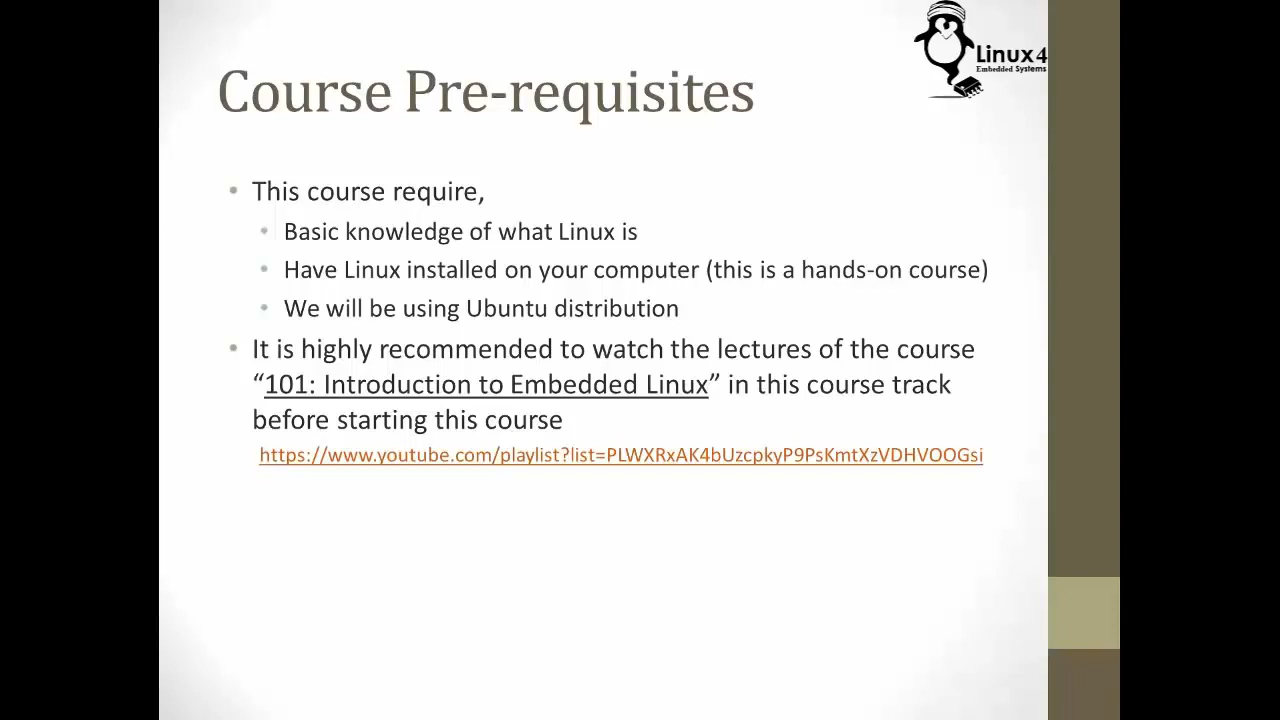 Linux 4
Embedded Systems
Course Pre-requisites
• This course require,
• Basic knowledge of what Linux is
• Have Linux installed on your computer (this is a hands-on course)
• We will be using Ubuntu distribution
• It is highly recommended to watch the lectures of the course
“101: Introduction to Embedded Linux” in this course track
before starting this course
https://www.youtube.com/playlist?list=PLWXRxAK4bUzcpkyP9PsKmtXzVDHVOOGsi